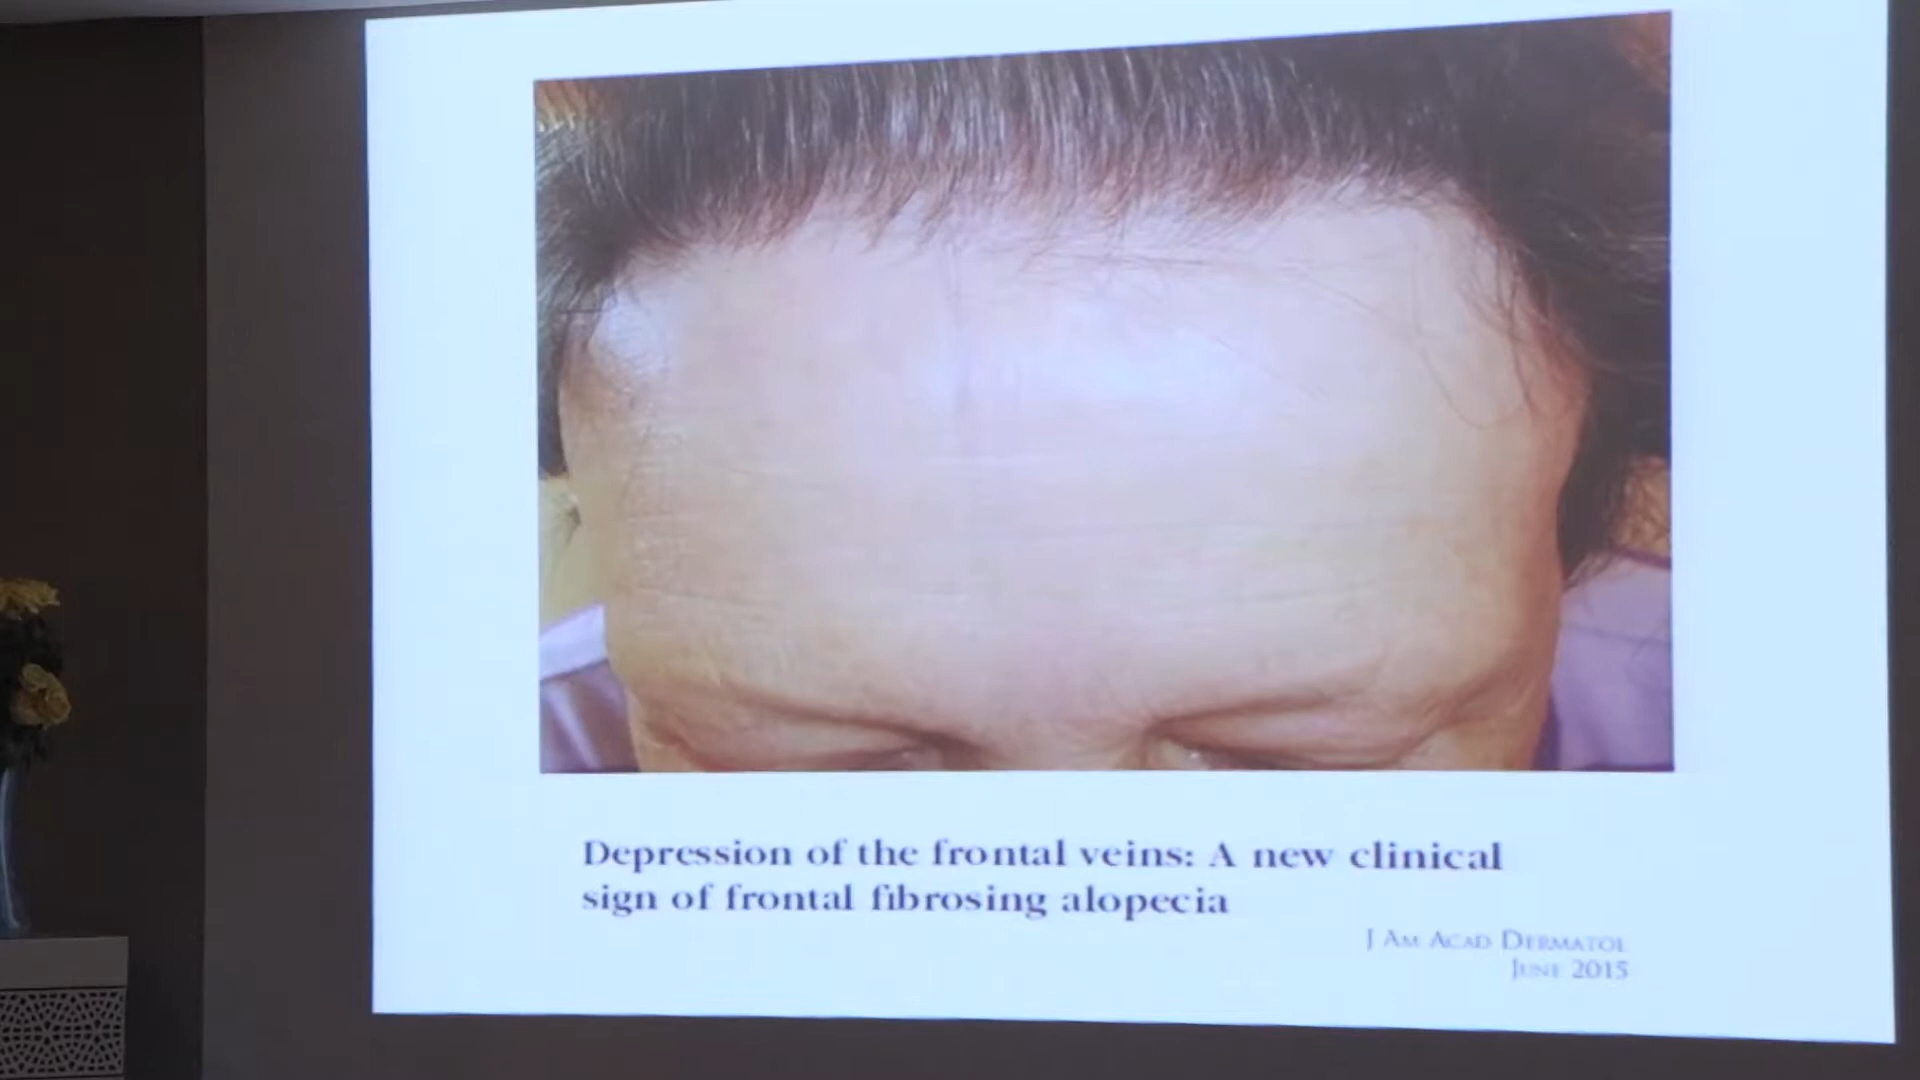 Depression of the frontal veins: A new clinical
sign of frontal fibrosing alopecia
J Am Acad Dermatol
June 2015